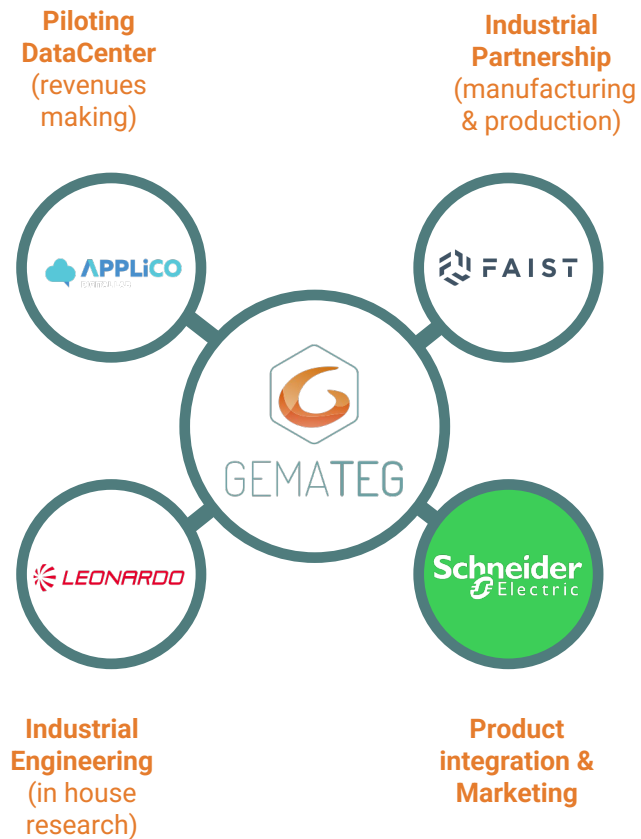 Piloting
DataCenter
(revenues
making)
Industrial
Partnership
(manufacturing
& production)
APPLiCO
FAIST
GEMATEG
LEONARDO
Schneider
Electric
Industrial
Engineering
(in house
research)
Product
integration &
Marketing